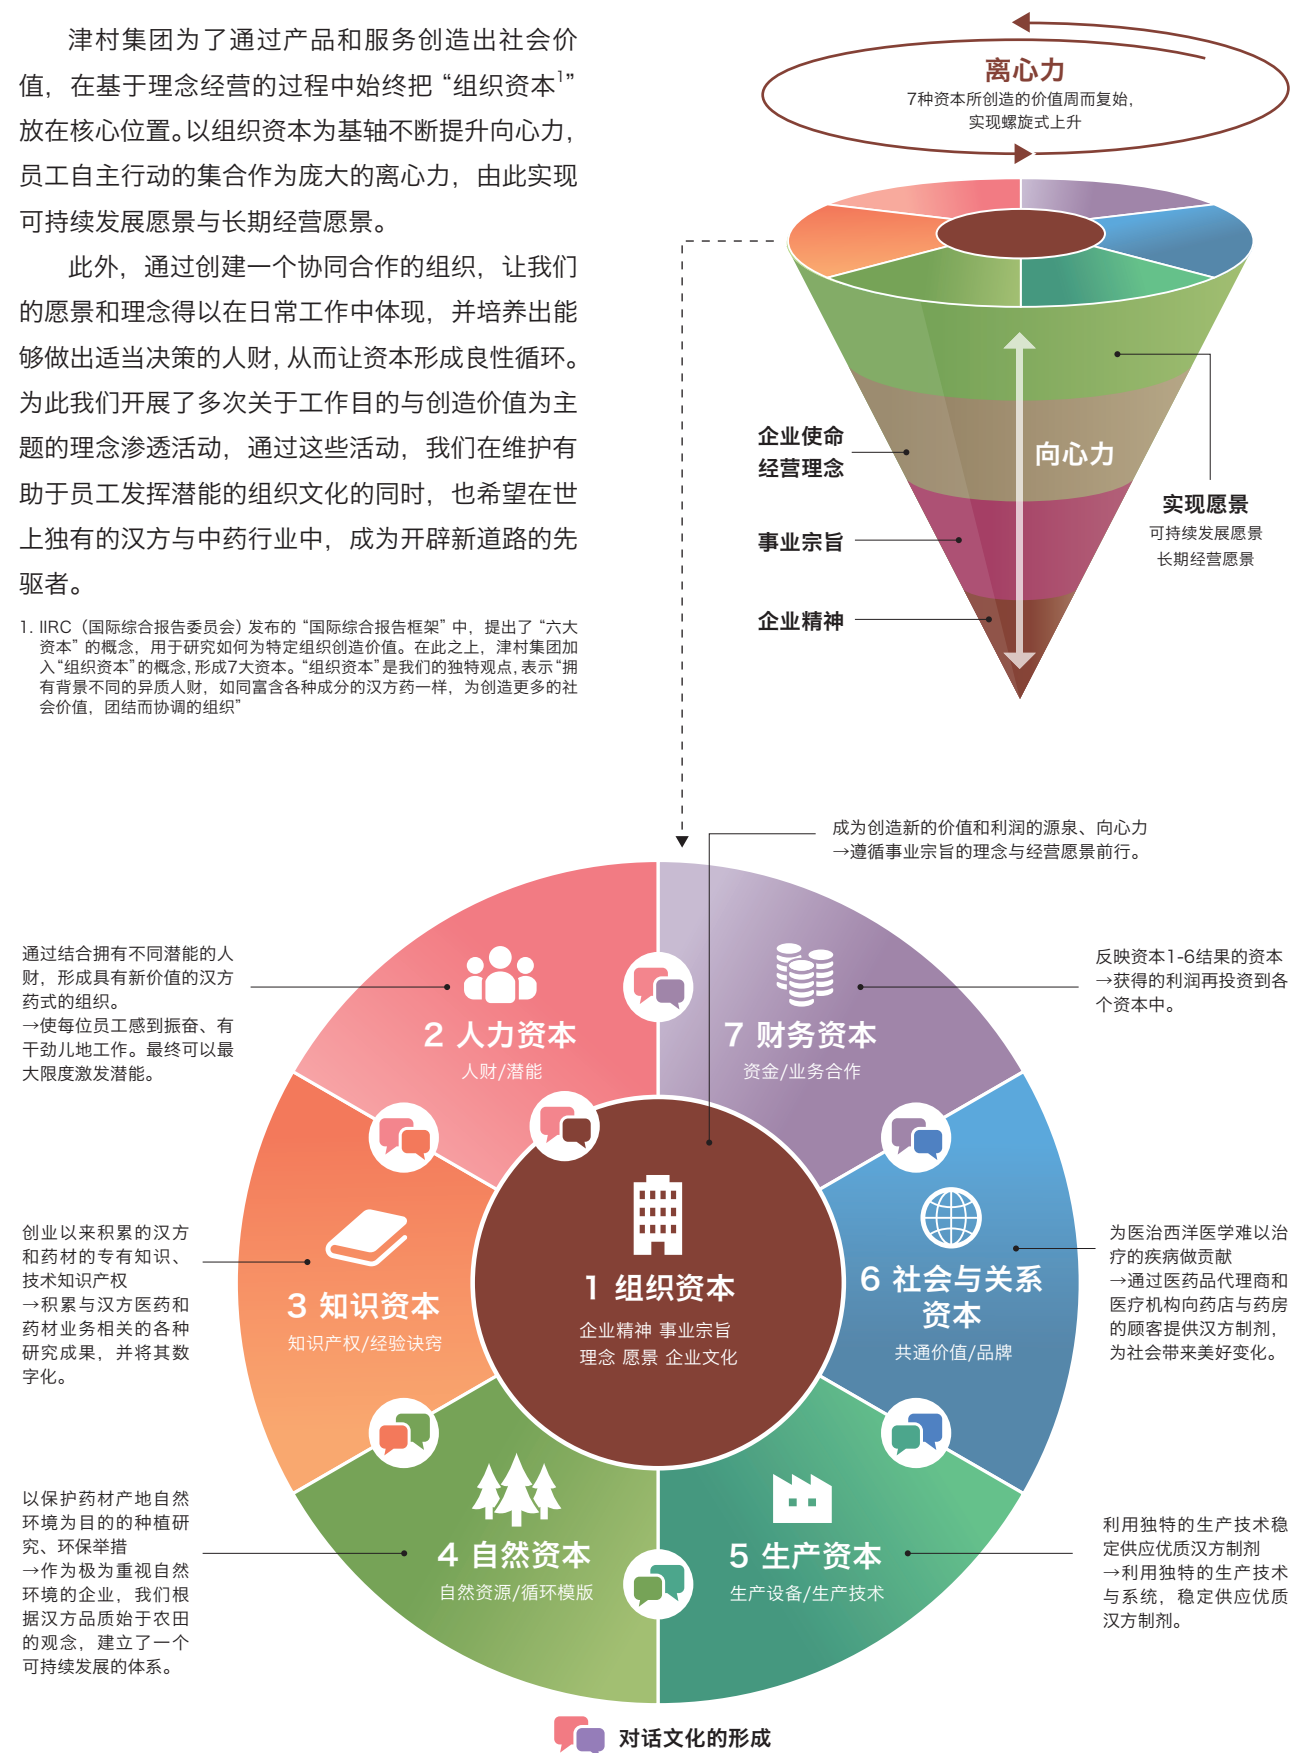 津村集团为了通过产品和服务创造出社会价
值，在基于理念经营的过程中始终把“组织资本1”
放在核心位置。以组织资本为基轴不断提升向心力，
员工自主行动的集合作为庞大的离心力，由此实现
可持续发展愿景与长期经营愿景。
此外，通过创建一个协同合作的组织，让我们
的愿景和理念得以在日常工作中体现，并培养出能
够做出适当决策的人财，从而让资本形成良性循环。
为此我们开展了多次关于工作目的与创造价值为主
题的理念渗透活动，通过这些活动，我们在维护有
助于员工发挥潜能的组织文化的同时，也希望在世
上独有的汉方与中药行业中，成为开辟新道路的先
驱者。
1. IIRC（国际综合报告委员会）发布的“国际综合报告框架”中，提出了“六大
资本”的概念，用于研究如何为特定组织创造价值。在此之上，津村集团加
入“组织资本”的概念，形成7大资本。“组织资本”是我们的独特观点，表示“拥
有背景不同的异质人财，如同富含各种成分的汉方药一样，为创造更多的社
会价值，团结而协调的组织”
离心力
7种资本所创造的价值周而复始，
实现螺旋式上升
企业使命
经营理念
向心力
实现愿景
可持续发展愿景
长期经营愿景
事业宗旨
企业精神
成为创造新的价值和利润的源泉、向心力
→遵循事业宗旨的理念与经营愿景前行。
通过结合拥有不同潜能的人
财，形成具有新价值的汉方
药式的组织。
→使每位员工感到振奋、有
干劲儿地工作。最终可以最
大限度激发潜能。
2 人力资本
人财/潜能
7 财务资本
资金/业务合作
反映资本1-6结果的资本
→获得的利润再投资到各
个资本中。
创业以来积累的汉方
和药材的专有知识、
技术知识产权
→积累与汉方医药和
药材业务相关的各种
研究成果，并将其数
字化。
3 知识资本
知识产权/经验诀窍
1 组织资本
企业精神 事业宗旨
理念 愿景 企业文化
6 社会与关系
资本
共通价值/品牌
为医治西洋医学难以治
疗的疾病做贡献
→通过医药品代理商和
医疗机构向药店与药房
的顾客提供汉方制剂，
为社会带来美好变化。
以保护药材产地自然
环境为目的的种植研
究、环保举措
→作为极为重视自然
环境的企业，我们根
据汉方品质始于农田
的观念，建立了一个
可持续发展的体系。
4 自然资本
自然资源/循环模版
5 生产资本
生产设备/生产技术
利用独特的生产技术稳
定供应优质汉方制剂
→利用独特的生产技术
与系统，稳定供应优质
汉方制剂。
对话文化的形成